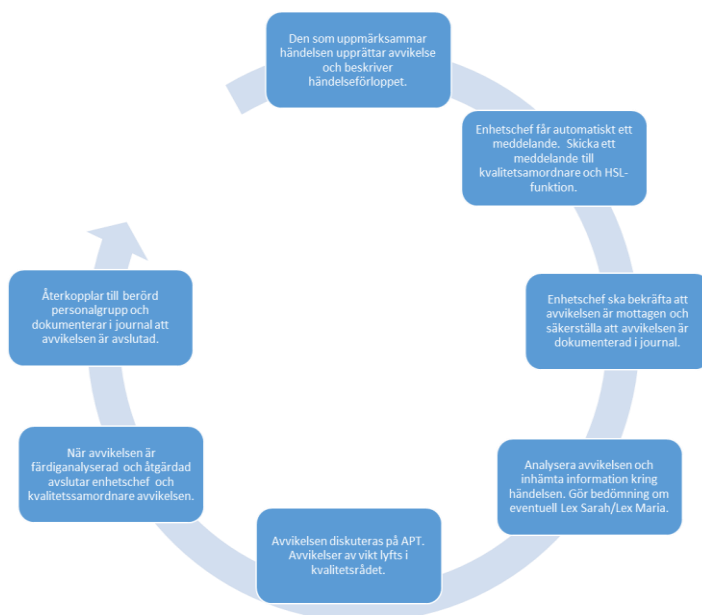 Den som uppmärksammar
händelsen upprättar avvikelse
och beskriver
händelseförloppet.
Enhetschef får automatiskt ett
meddelande. Skicka ett
meddelande till
kvalitetsamordnare och HSL-
funktion.
Enhetschef ska bekräfta att
avvikelsen är mottagen och
säkerställa att avvikelsen är
dokumenterad i journal.
Analysera avvikelsen och
inhämta information kring
händelsen. Gör bedömning om
eventuell Lex Sarah/Lex Maria.
Avvikelsen diskuteras på APT.
Avvikelser av vikt lyfts i
kvalitetsrådet.
När avvikelsen är
färdiganalyserad och åtgärdad
avslutar enhetschef och
kvalitetssamordnare avvikelsen.
Återkopplar till berörd
personalgrupp och
dokumenterar i journal att
avvikelsen är avslutad.